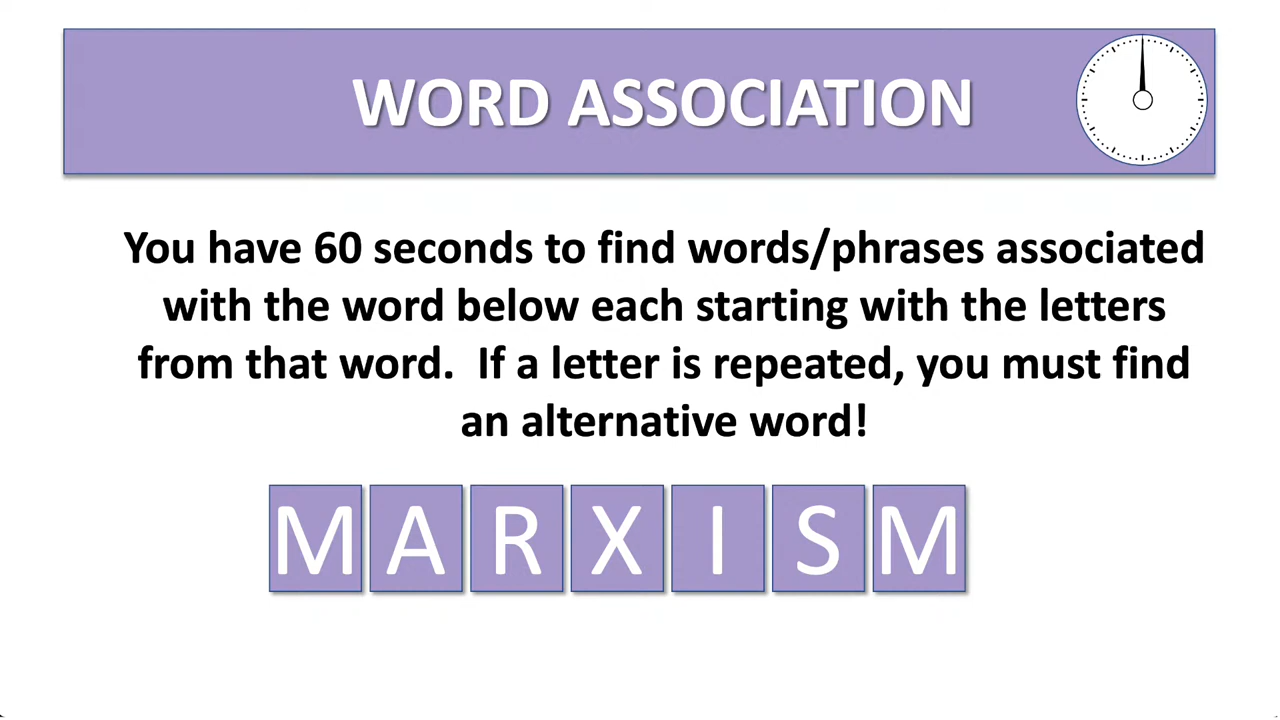 WORD ASSOCIATION
You have 60 seconds to find words/phrases associated
with the word below each starting with the letters
from that word.  If a letter is repeated, you must find
an alternative word!
M A R X I S M